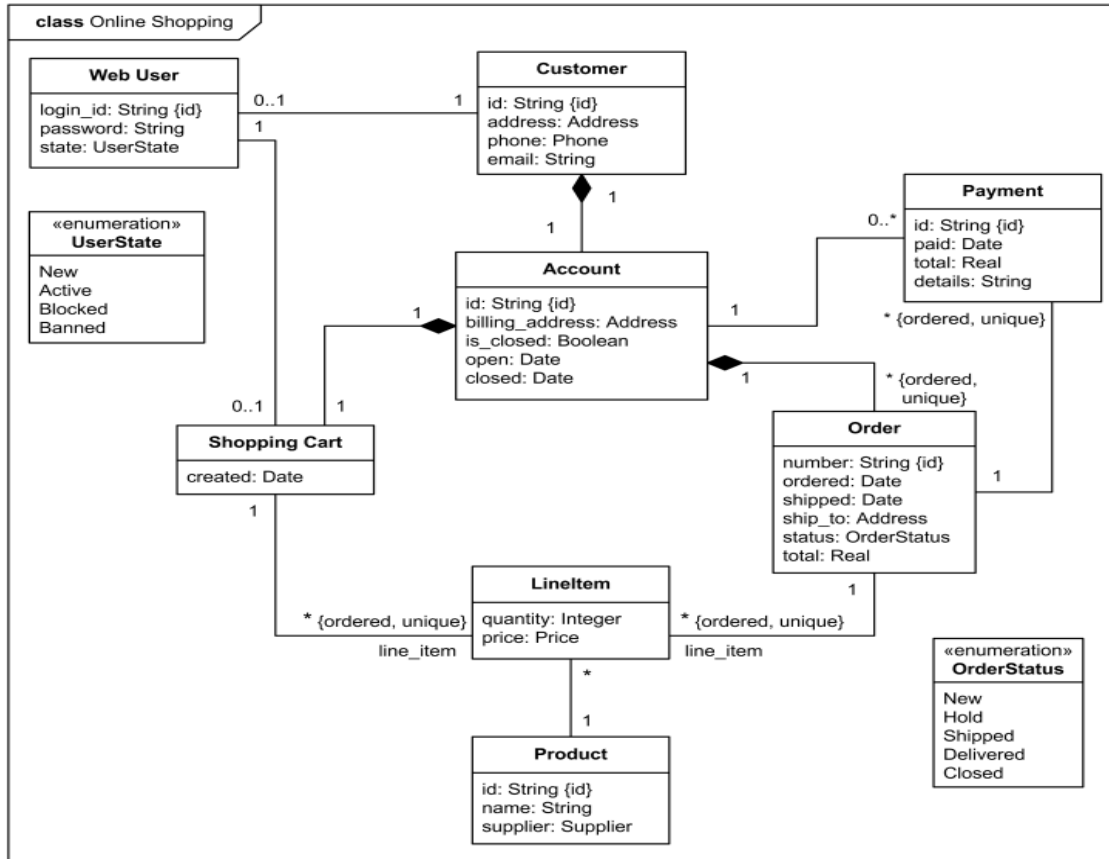 class Online Shopping
Web User
login_id: String {id}
password: String
state: UserState
0..1
1
1
Customer
id: String {id}
address: Address
phone: Phone
email: String
1
1
«enumeration»
UserState
New
Active
Blocked
Banned
Account
id: String {id}
billing_address: Address
is_closed: Boolean
open: Date
closed: Date
1
1
0..*
Payment
id: String {id}
paid: Date
total: Real
details: String
* {ordered, unique}
1
* {ordered,
unique}
0..1
1
Shopping Cart
created: Date
1
Order
number: String {id}
ordered: Date
shipped: Date
ship_to: Address
status: OrderStatus
total: Real
1
1
LineItem
quantity: Integer
price: Price
* {ordered, unique}
line_item
* {ordered, unique}
line_item
*
1
Product
id: String {id}
name: String
supplier: Supplier
«enumeration»
OrderStatus
New
Hold
Shipped
Delivered
Closed